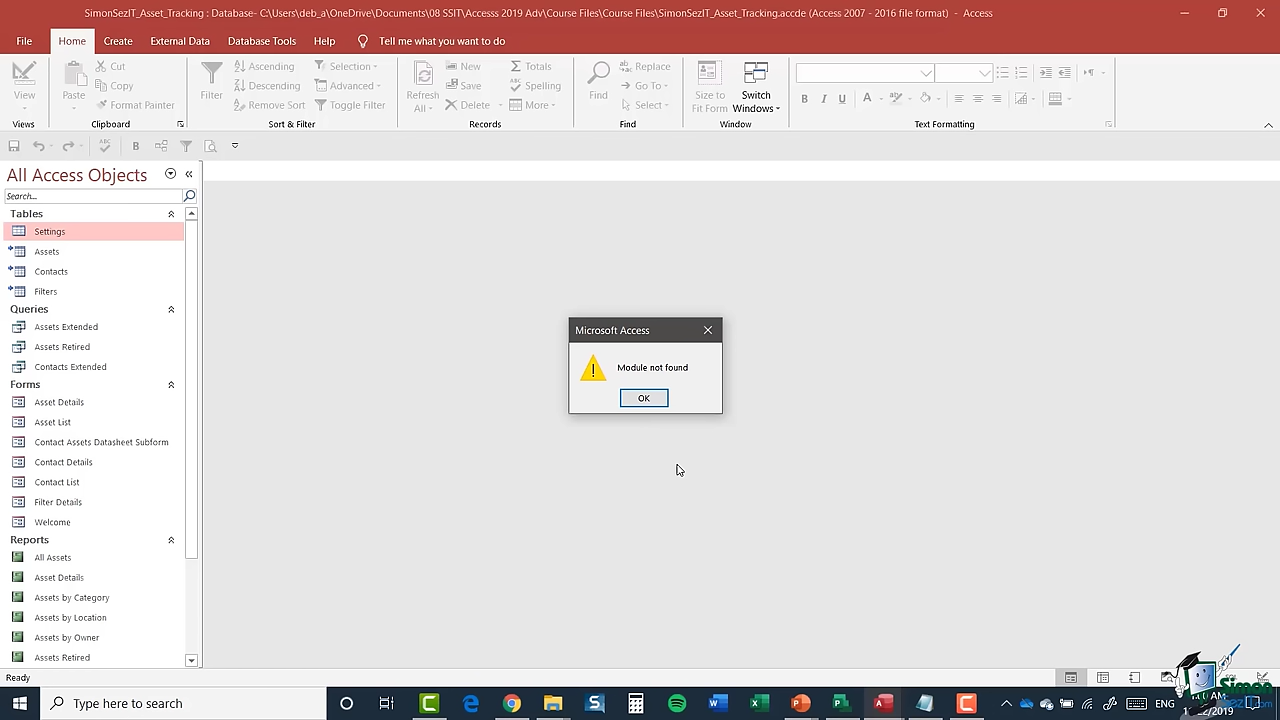 SimonSezIT_Asset_Tracking : Database- C:\Users\deb_a\OneDrive\Documents\08 SSIT\Accesss 2019 Adv\Course Files\Course Files\SimonSezIT_Asset_Tracking.accde (Access 2007 - 2016 file format) - Access
File Home Create External Data Database Tools Help Tell me what you want to do
View
Views
Paste
Cut
Copy
Format Painter
Clipboard
Filter
Ascending
Descending
Remove Sort
Selection
Advanced
Toggle Filter
Sort & Filter
Refresh
All
New
Save
Delete
Totals
Spelling
More
Records
Find
Replace
Go To
Select
Find
Size to
Fit Form
Switch
Windows
Window
B I U A
Text Formatting
All Access Objects
Search...
Tables
Settings
Assets
Contacts
Filters
Queries
Assets Extended
Assets Retired
Contacts Extended
Forms
Asset Details
Asset List
Contact Assets Datasheet Subform
Contact Details
Contact List
Filter Details
Welcome
Reports
All Assets
Asset Details
Assets by Category
Assets by Location
Assets by Owner
Assets Retired
Microsoft Access
Module not found
OK
Ready
Type here to search
ENG
Simon